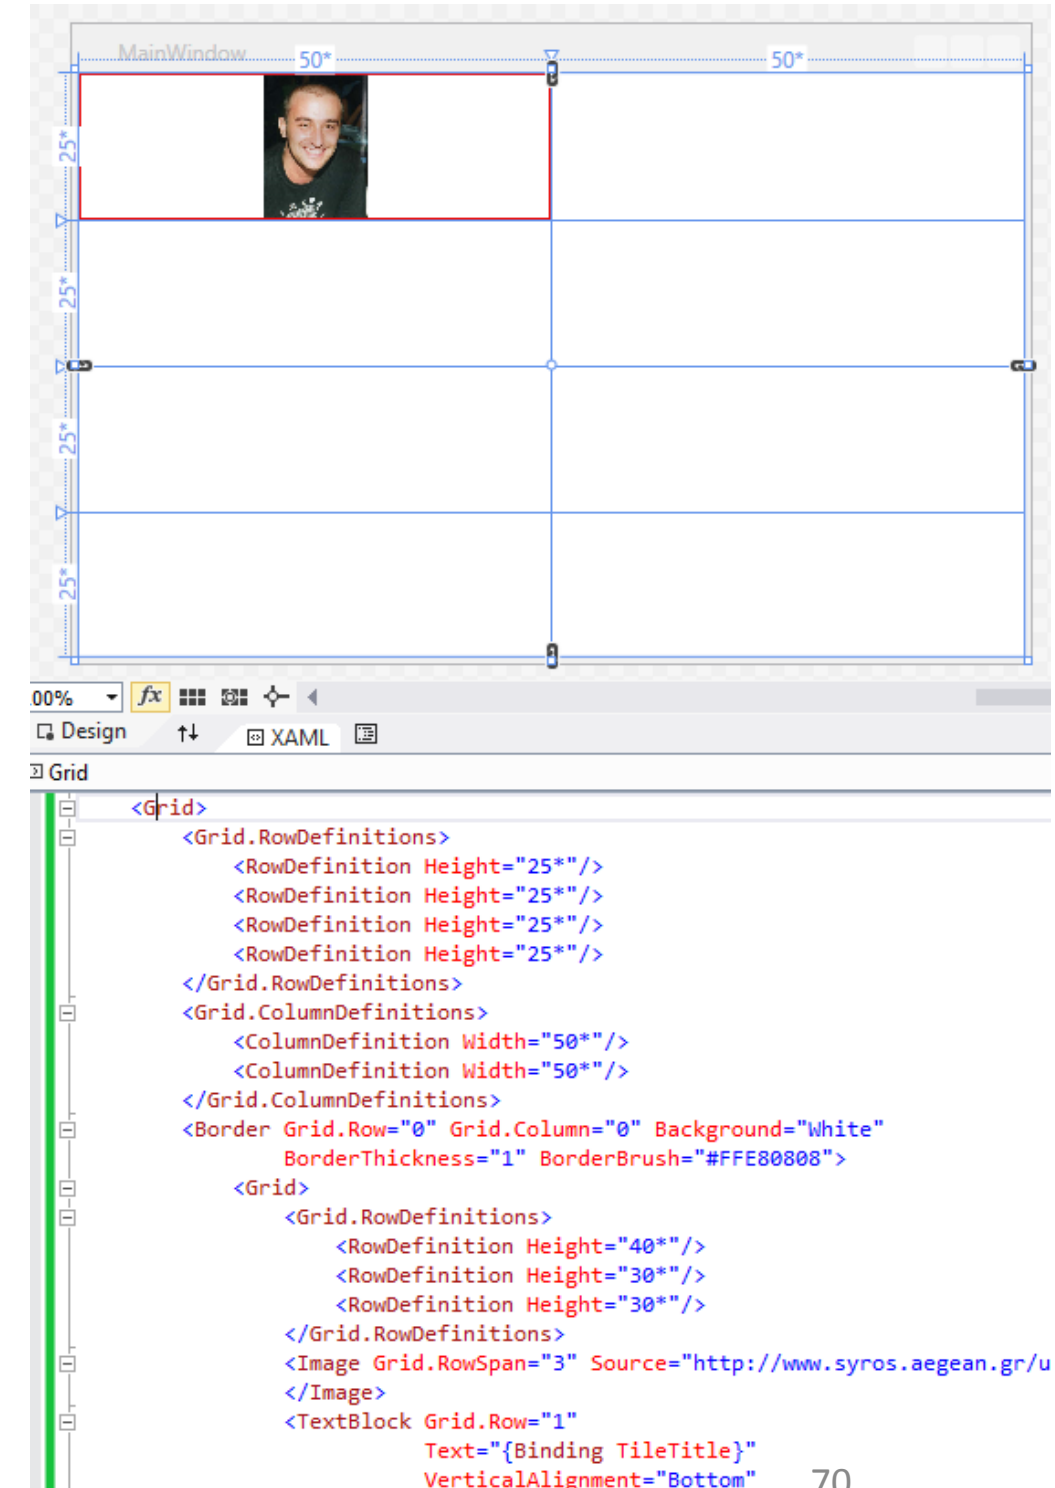 MainWindow
50*
50*
25*
25*
25*
25*
.00%
fx
Design
XAML
Grid
<Grid>
<Grid.RowDefinitions>
<RowDefinition Height="25*"/>
<RowDefinition Height="25*"/>
<RowDefinition Height="25*"/>
<RowDefinition Height="25*"/>
</Grid.RowDefinitions>
<Grid.ColumnDefinitions>
<ColumnDefinition Width="50*"/>
<ColumnDefinition Width="50*"/>
</Grid.ColumnDefinitions>
<Border Grid.Row="0" Grid.Column="0" Background="White"
BorderThickness="1" BorderBrush="#FFE80808">
<Grid>
<Grid.RowDefinitions>
<RowDefinition Height="40*"/>
<RowDefinition Height="30*"/>
<RowDefinition Height="30*"/>
</Grid.RowDefinitions>
<Image Grid.RowSpan="3" Source="http://www.syros.aegean.gr/u
</Image>
<TextBlock Grid.Row="1"
Text="{Binding TileTitle}"
VerticalAlignment="Bottom"
70